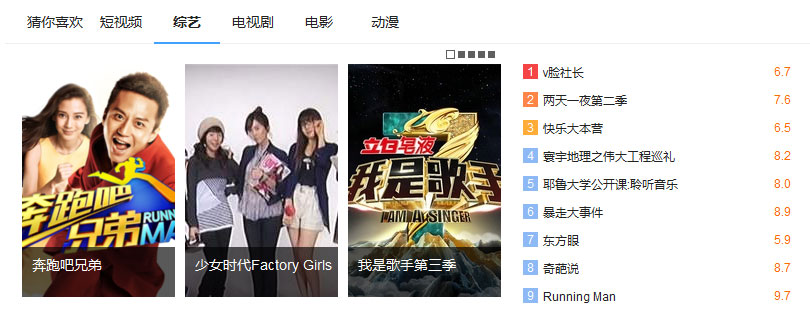 猜你喜欢 短视频 综艺 电视剧 电影 动漫
奔跑吧
兄弟
RUNNING
MAN
奔跑吧兄弟
少女时代Factory Girls
立白皂液
我是歌手
I AM A SINGER
我是歌手第三季
1 v脸社长 6.7
2 两天一夜第二季 7.6
3 快乐大本营 6.5
4 寰宇地理之伟大工程巡礼 8.2
5 耶鲁大学公开课:聆听音乐 8.0
6 暴走大事件 8.9
7 东方眼 5.9
8 奇葩说 8.7
9 Running Man 9.7